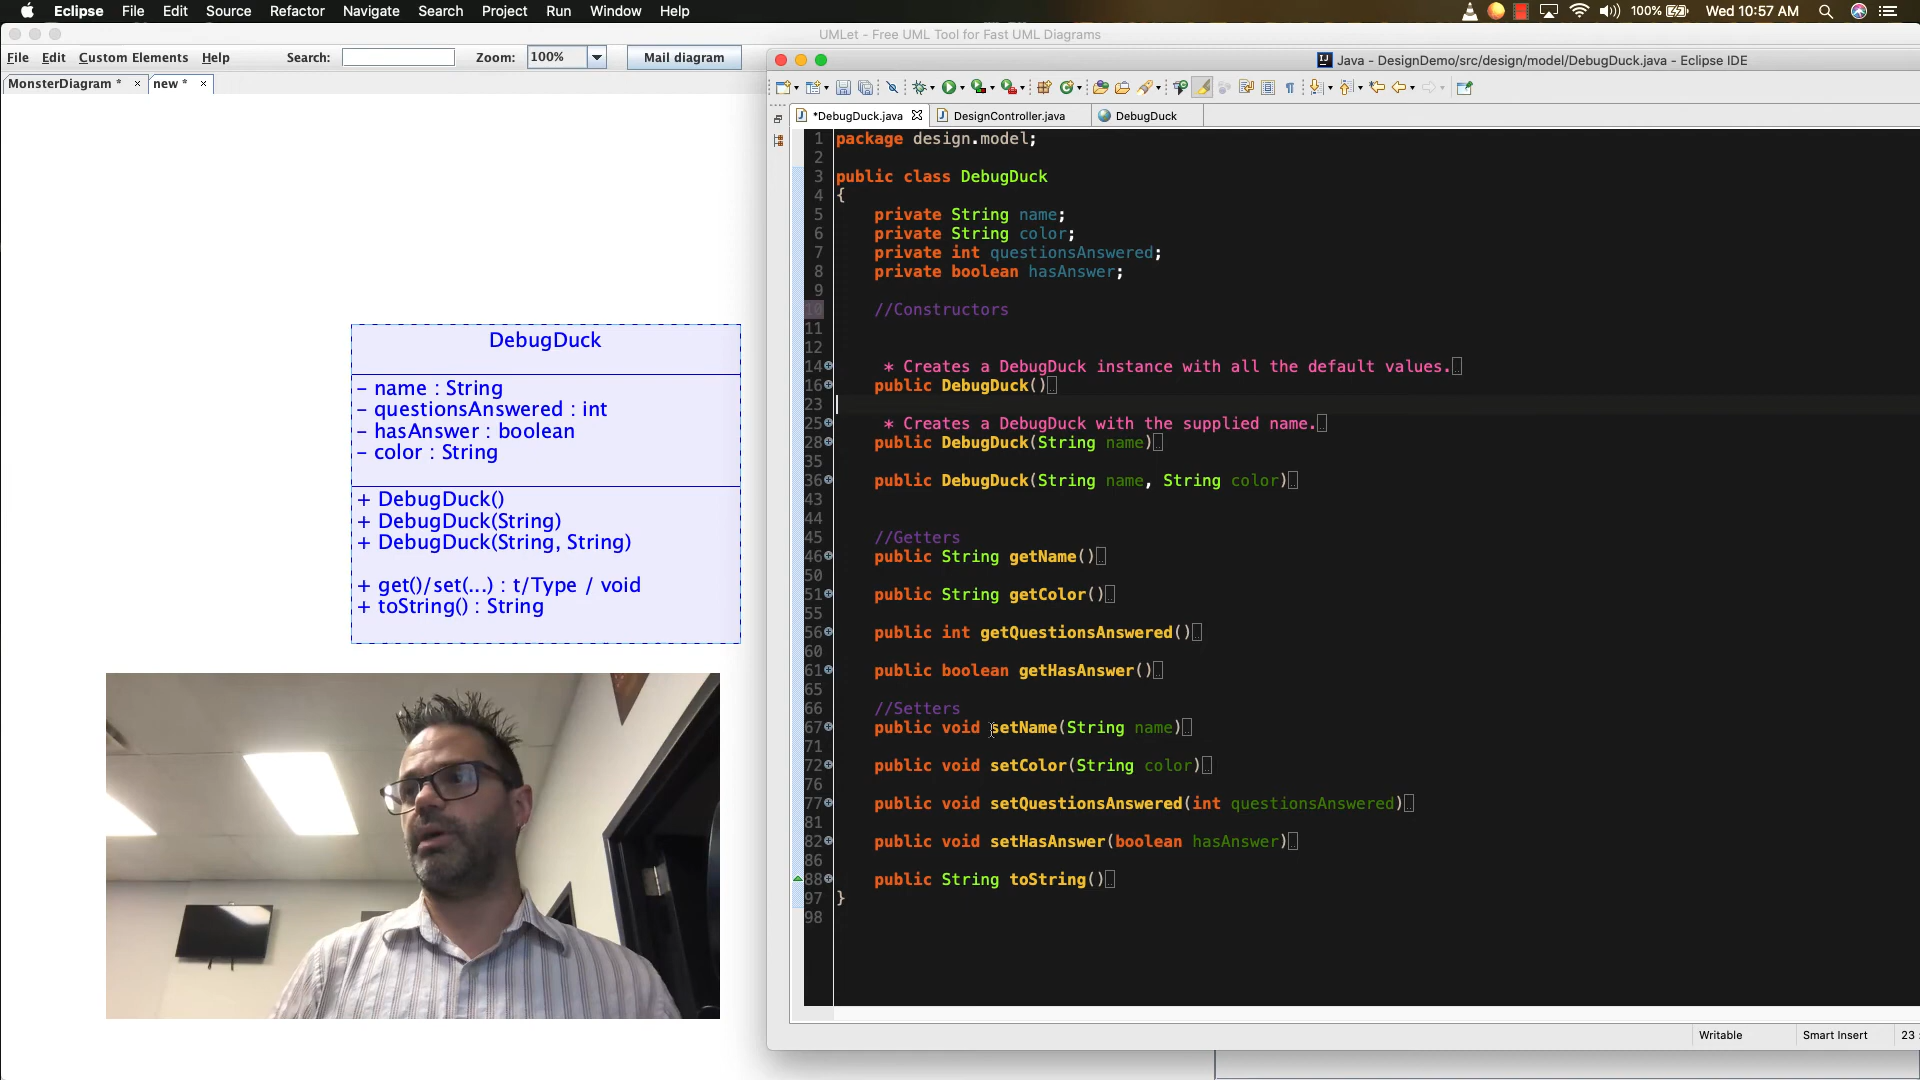 Eclipse File Edit Source Refactor Navigate Search Project Run Window Help 100% Wed 10:57 AM
UMLet - Free UML Tool for Fast UML Diagrams
File Edit Custom Elements Help Search: Zoom: 100% Mail diagram
MonsterDiagram * new *
Java - DesignDemo/src/design/model/DebugDuck.java - Eclipse IDE
*DebugDuck.java DesignController.java DebugDuck
DebugDuck
- name : String
- questionsAnswered : int
- hasAnswer : boolean
- color : String
+ DebugDuck()
+ DebugDuck(String)
+ DebugDuck(String, String)
+ get()/set(...) : t/Type / void
+ toString() : String
1 package design.model;
2
3 public class DebugDuck
4 {
5 private String name;
6 private String color;
7 private int questionsAnswered;
8 private boolean hasAnswer;
9
10 //Constructors
11
12
14 * Creates a DebugDuck instance with all the default values.
16 public DebugDuck()
23
25 * Creates a DebugDuck with the supplied name.
28 public DebugDuck(String name)
35
36 public DebugDuck(String name, String color)
43
44
45 //Getters
46 public String getName()
50
51 public String getColor()
55
56 public int getQuestionsAnswered()
60
61 public boolean getHasAnswer()
65
66 //Setters
67 public void setName(String name)
71
72 public void setColor(String color)
76
77 public void setQuestionsAnswered(int questionsAnswered)
81
82 public void setHasAnswer(boolean hasAnswer)
86
88 public String toString()
97 }
98
Writable Smart Insert 23 :